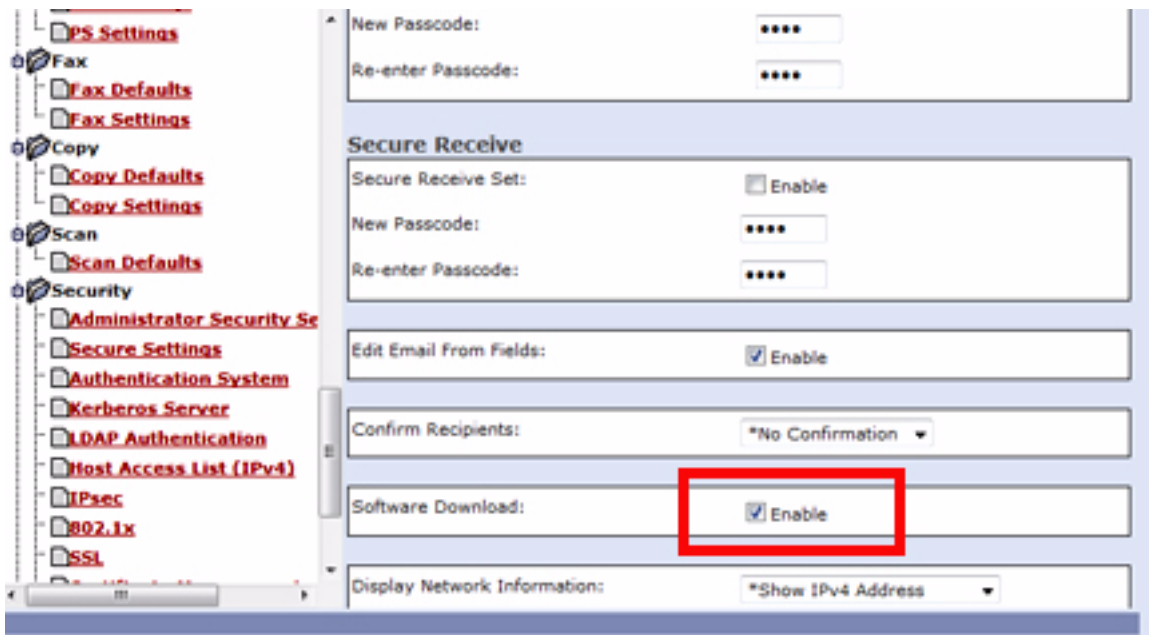 PS Settings
Fax
Fax Defaults
Fax Settings
Copy
Copy Defaults
Copy Settings
Scan
Scan Defaults
Security
Administrator Security Se
Secure Settings
Authentication System
Kerberos Server
LDAP Authentication
Host Access List (IPv4)
IPsec
802.1x
SSL
New Passcode:
Re-enter Passcode:
Secure Receive
Secure Receive Set: Enable
New Passcode:
Re-enter Passcode:
Edit Email From Fields: Enable
Confirm Recipients: *No Confirmation
Software Download: Enable
Display Network Information: *Show IPv4 Address